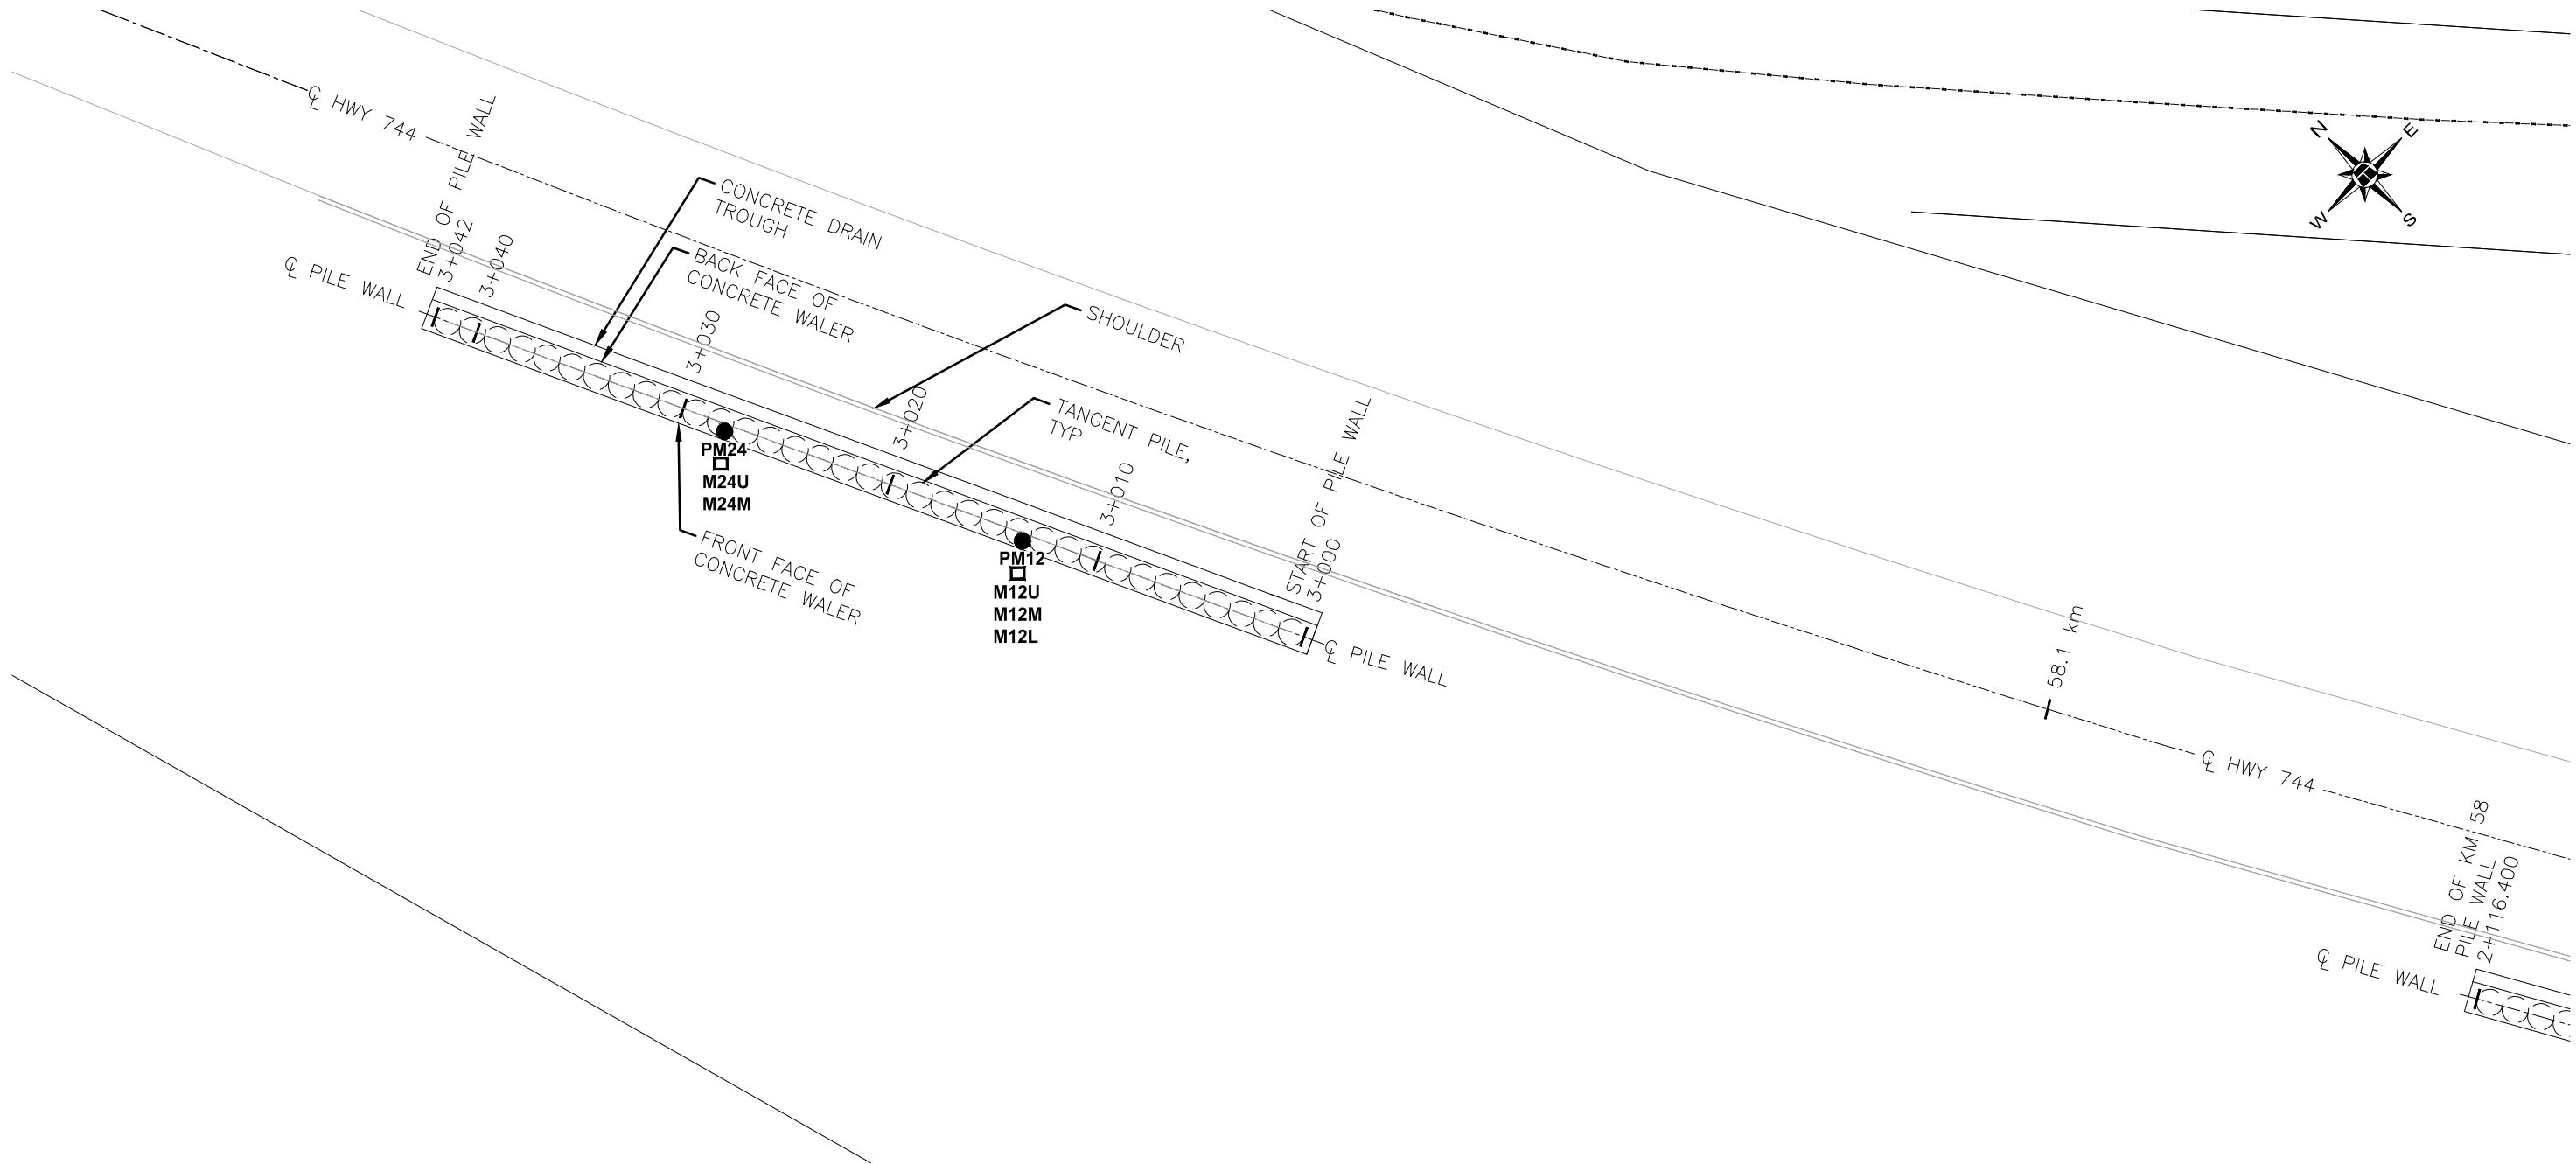 ℄ HWY 744
END OF PILE WALL
3+042
3+040
℄ PILE WALL
CONCRETE DRAIN
TROUGH
BACK FACE OF
CONCRETE WALER
3+030
SHOULDER
3+020
TANGENT PILE,
TYP
3+010
START OF PILE WALL
3+000
PM24
M24U
M24M
FRONT FACE OF
CONCRETE WALER
PM12
M12U
M12M
M12L
℄ PILE WALL
N
E
W
S
58.1 km
℄ HWY 744
END OF KM 58
PILE WALL
2+116.400
℄ PILE WALL